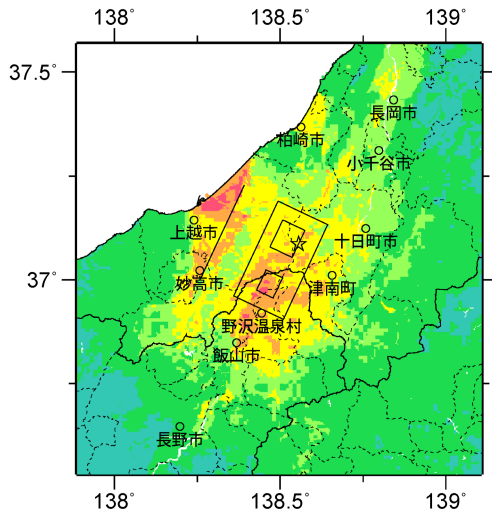 138° 138.5° 139°
37.5°
長岡市
柏崎市
小千谷市
上越市
十日町市
37°
妙高市
津南町
野沢温泉村
飯山市
長野市
138° 138.5° 139°